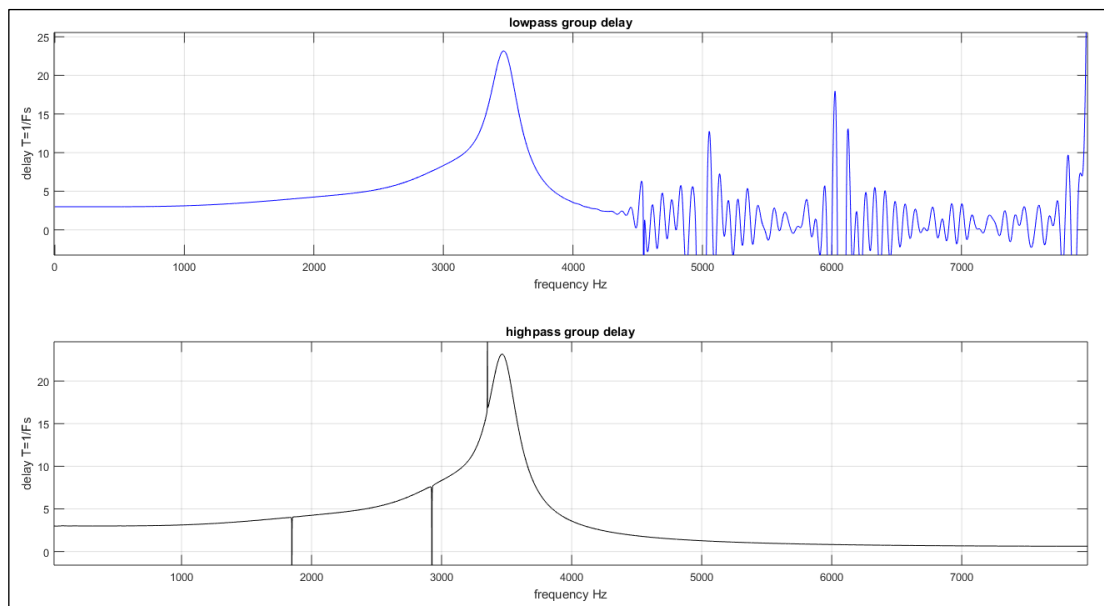 lowpass group delay
25
20
15
10
5
0
delay T=1/Fs
0 1000 2000 3000 4000 5000 6000 7000
frequency Hz
highpass group delay
20
15
10
5
0
delay T=1/Fs
1000 2000 3000 4000 5000 6000 7000
frequency Hz